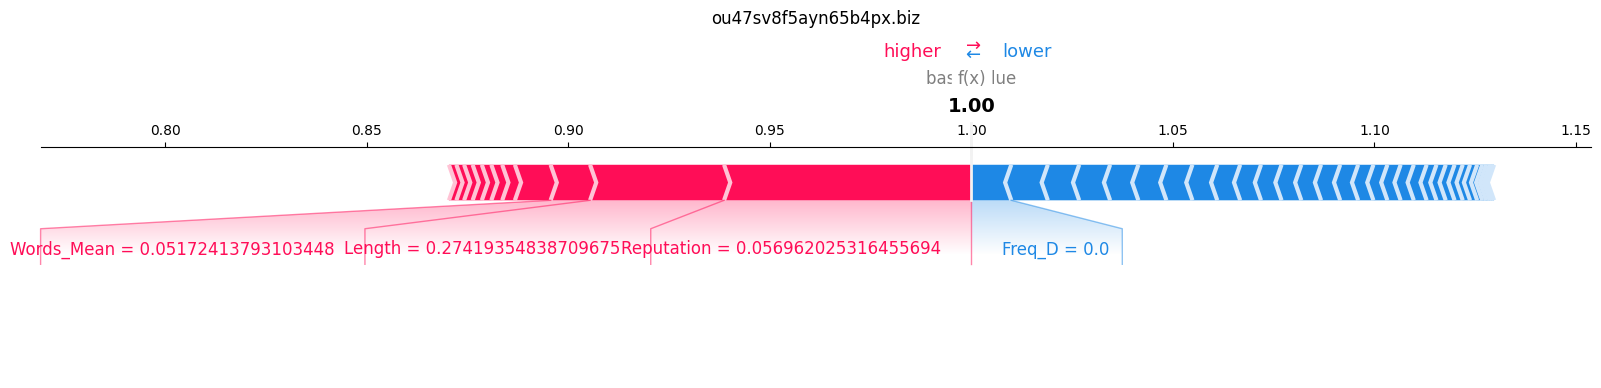 ou47sv8f5ayn65b4px.biz
higher ⇄ lower
f(x)
1.00
0.80 0.85 0.90 0.95 1.00 1.05 1.10 1.15
Words_Mean = 0.05172413793103448 Length = 0.27419354838709675 Reputation = 0.056962025316455694 Freq_D = 0.0